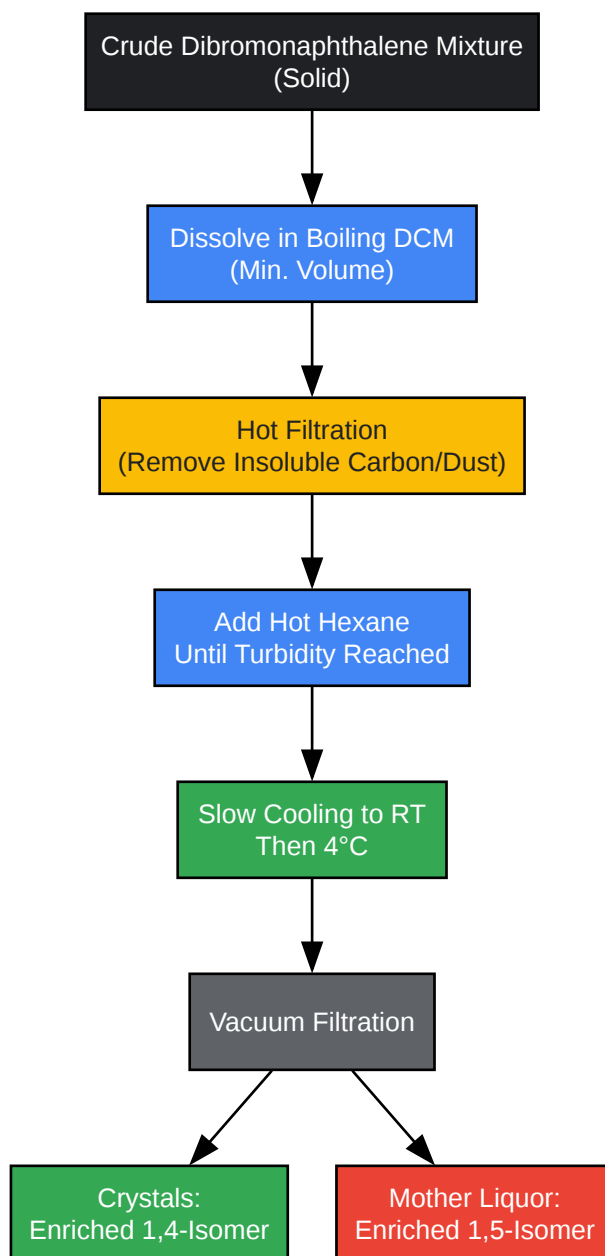 Crude Dibromonaphthalene Mixture
(Solid)
Dissolve in Boiling DCM
(Min. Volume)
Hot Filtration
(Remove Insoluble Carbon/Dust)
Add Hot Hexane
Until Turbidity Reached
Slow Cooling to RT
Then 4°C
Vacuum Filtration
Crystals:
Enriched 1,4-Isomer
Mother Liquor:
Enriched 1,5-Isomer